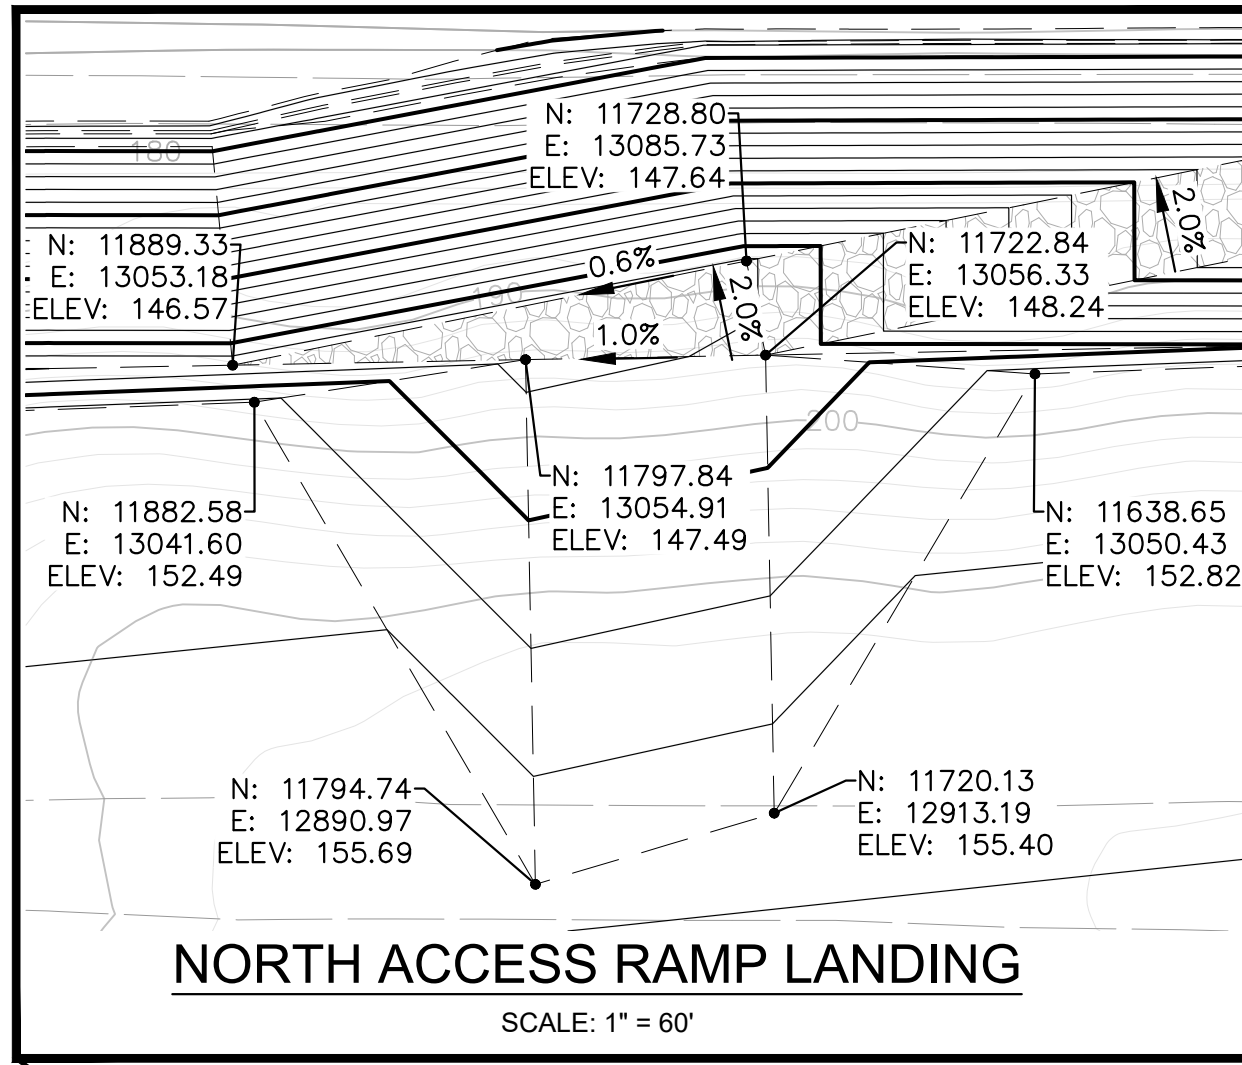 N: 11728.80
E: 13085.73
ELEV: 147.64
180
2.0%
N: 11889.33
E: 13053.18
ELEV: 146.57
0.6%
190
2.0%
1.0%
N: 11722.84
E: 13056.33
ELEV: 148.24
200
N: 11797.84
E: 13054.91
ELEV: 147.49
N: 11882.58
E: 13041.60
ELEV: 152.49
N: 11638.65
E: 13050.43
ELEV: 152.82
N: 11794.74
E: 12890.97
ELEV: 155.69
N: 11720.13
E: 12913.19
ELEV: 155.40
NORTH ACCESS RAMP LANDING
SCALE: 1" = 60'